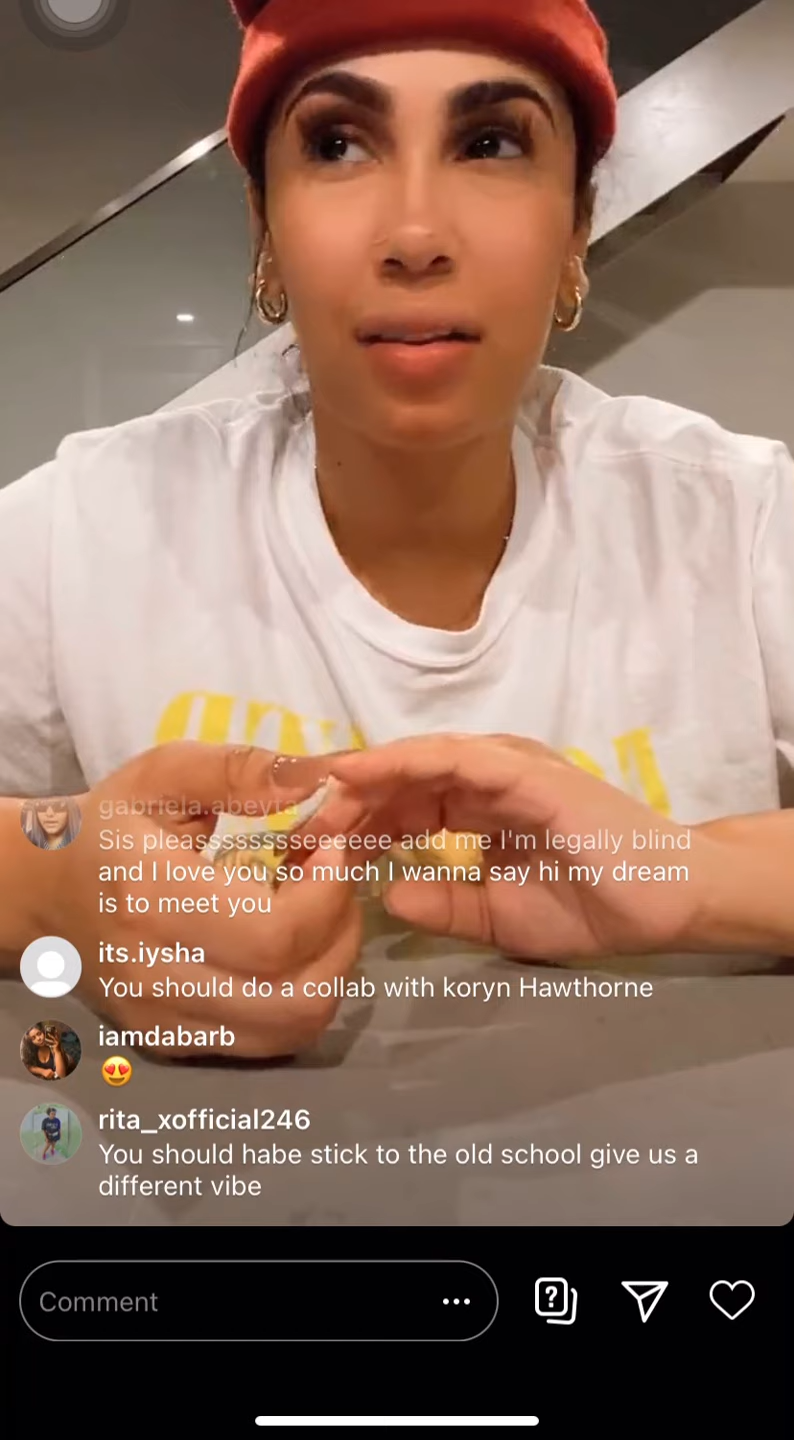 gabriela.abeyta
Sis pleassssssseeeeee add me I'm legally blind
and I love you so much I wanna say hi my dream
is to meet you
its.iysha
You should do a collab with koryn Hawthorne
iamdabarb
😍
rita_xofficial246
You should habe stick to the old school give us a
different vibe
Comment